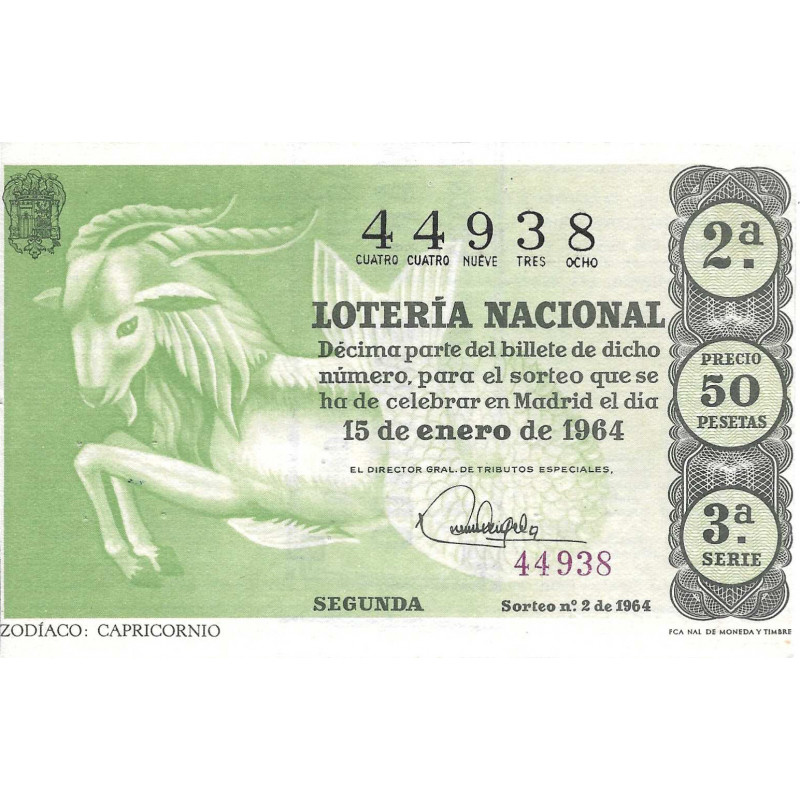 44938
CUATRO CUATRO NUEVE TRES OCHO
LOTERÍA NACIONAL
Décima parte del billete de dicho
número, para el sorteo que se
ha de celebrar en Madrid el día
15 de enero de 1964
EL DIRECTOR GRAL. DE TRIBUTOS ESPECIALES,
44938
SEGUNDA
Sorteo nº. 2 de 1964
ZODÍACO: CAPRICORNIO
2ª.
PRECIO
50
PESETAS
3ª
SERIE
FCA NAL DE MONEDA Y TIMBRE